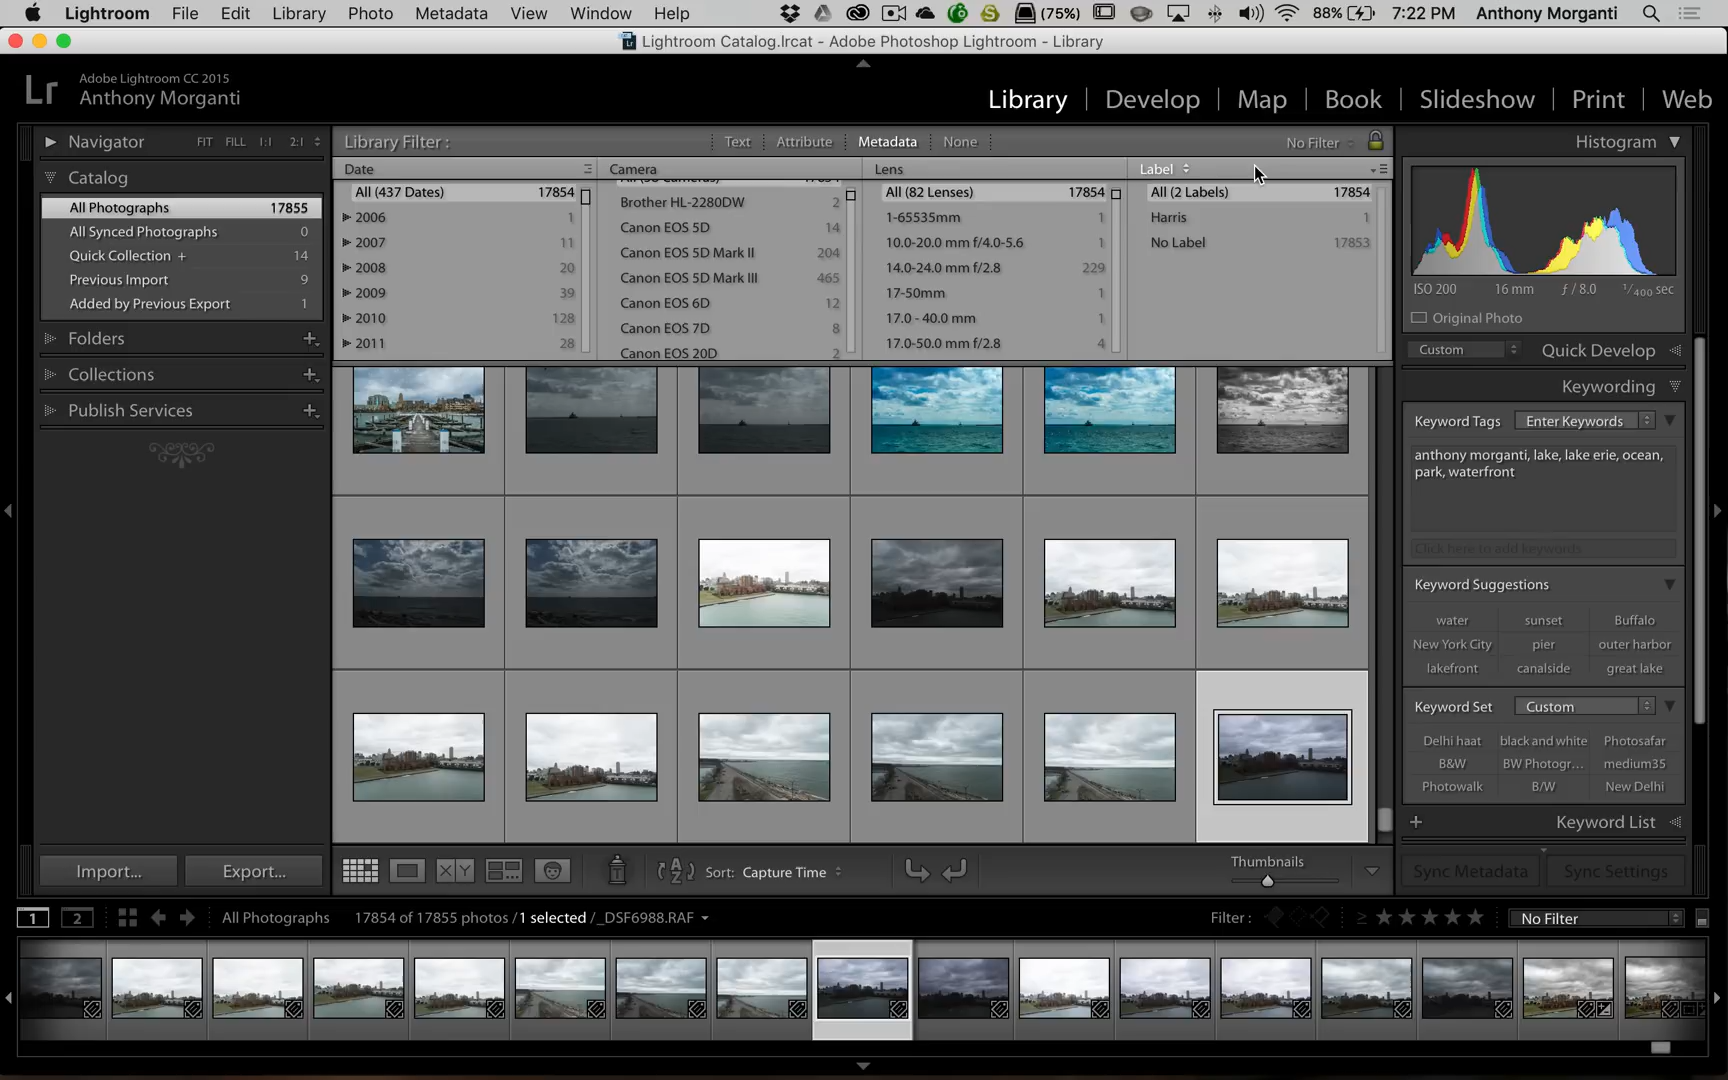 Lightroom File Edit Library Photo Metadata View Window Help (75%) 88% 7:22 PM Anthony Morganti
Lightroom Catalog.lrcat - Adobe Photoshop Lightroom - Library
Lr Adobe Lightroom CC 2015
Anthony Morganti
Library | Develop | Map | Book | Slideshow | Print | Web
Navigator FIT FILL 1:1 2:1
Catalog
All Photographs 17855
All Synced Photographs 0
Quick Collection + 14
Previous Import 9
Added by Previous Export 1
Folders
Collections
Publish Services
Import...
Export...
Library Filter : Text Attribute Metadata None No Filter
Date
All (437 Dates) 17854
2006 1
2007 11
2008 20
2009 39
2010 128
2011 28
Camera
Brother HL-2280DW 2
Canon EOS 5D 14
Canon EOS 5D Mark II 204
Canon EOS 5D Mark III 465
Canon EOS 6D 12
Canon EOS 7D 8
Canon EOS 20D 2
Lens
All (82 Lenses) 17854
1-65535mm 1
10.0-20.0 mm f/4.0-5.6 1
14.0-24.0 mm f/2.8 229
17-50mm 1
17.0 - 40.0 mm 1
17.0-50.0 mm f/2.8 4
Label
All (2 Labels) 17854
Harris 1
No Label 17853
Histogram
ISO 200 16 mm ƒ / 8.0 1/400 sec
Original Photo
Custom Quick Develop
Keywording
Keyword Tags Enter Keywords
anthony morganti, lake, lake erie, ocean,
park, waterfront
Click here to add keywords
Keyword Suggestions
water sunset Buffalo
New York City pier outer harbor
lakefront canalside great lake
Keyword Set Custom
Delhi haat black and white Photosafar
B&W BW Photogr... medium35
Photowalk B/W New Delhi
+ Keyword List
Sync Metadata Sync Settings
X Y Sort: Capture Time Thumbnails
1 2 All Photographs 17854 of 17855 photos / 1 selected / _DSF6988.RAF Filter : ≥ ★★★★★ No Filter